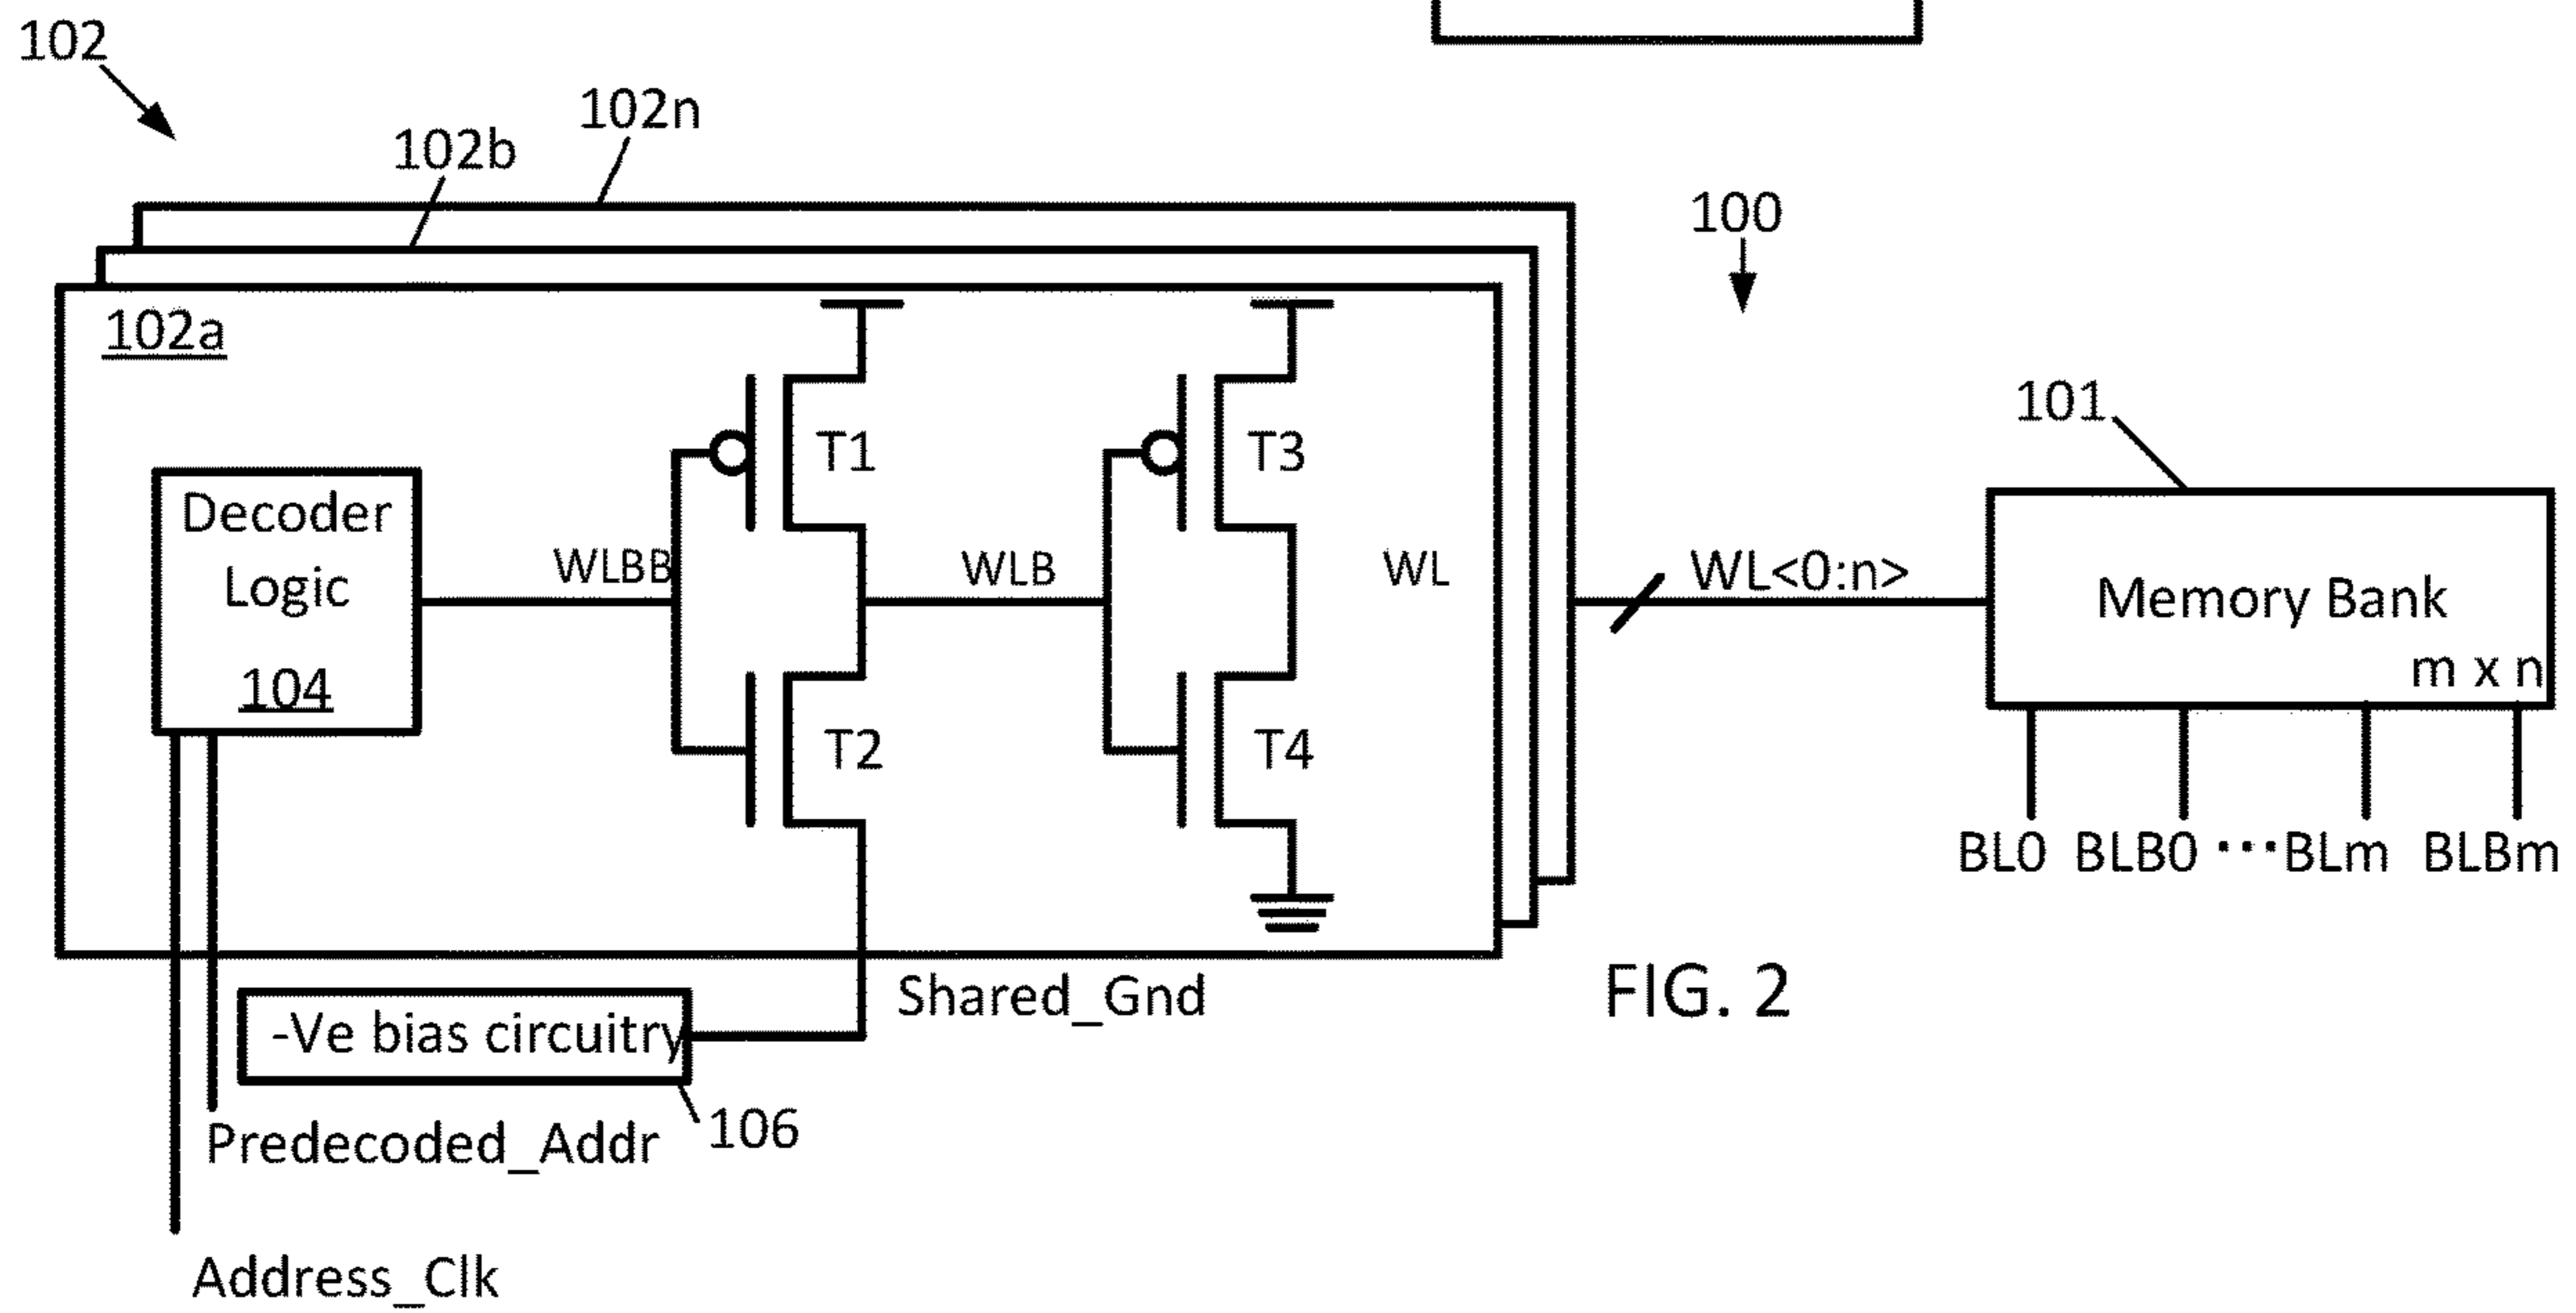 102
102n
102b
100
102a
101
T1
T3
Decoder
Logic
104
WLBB
WLB
WL
WL<0:n>
Memory Bank
m x n
T2
T4
BL0 BLB0 ···BLm BLBm
Shared_Gnd
FIG. 2
-Ve bias circuitry
106
Predecoded_Addr
Address_Clk